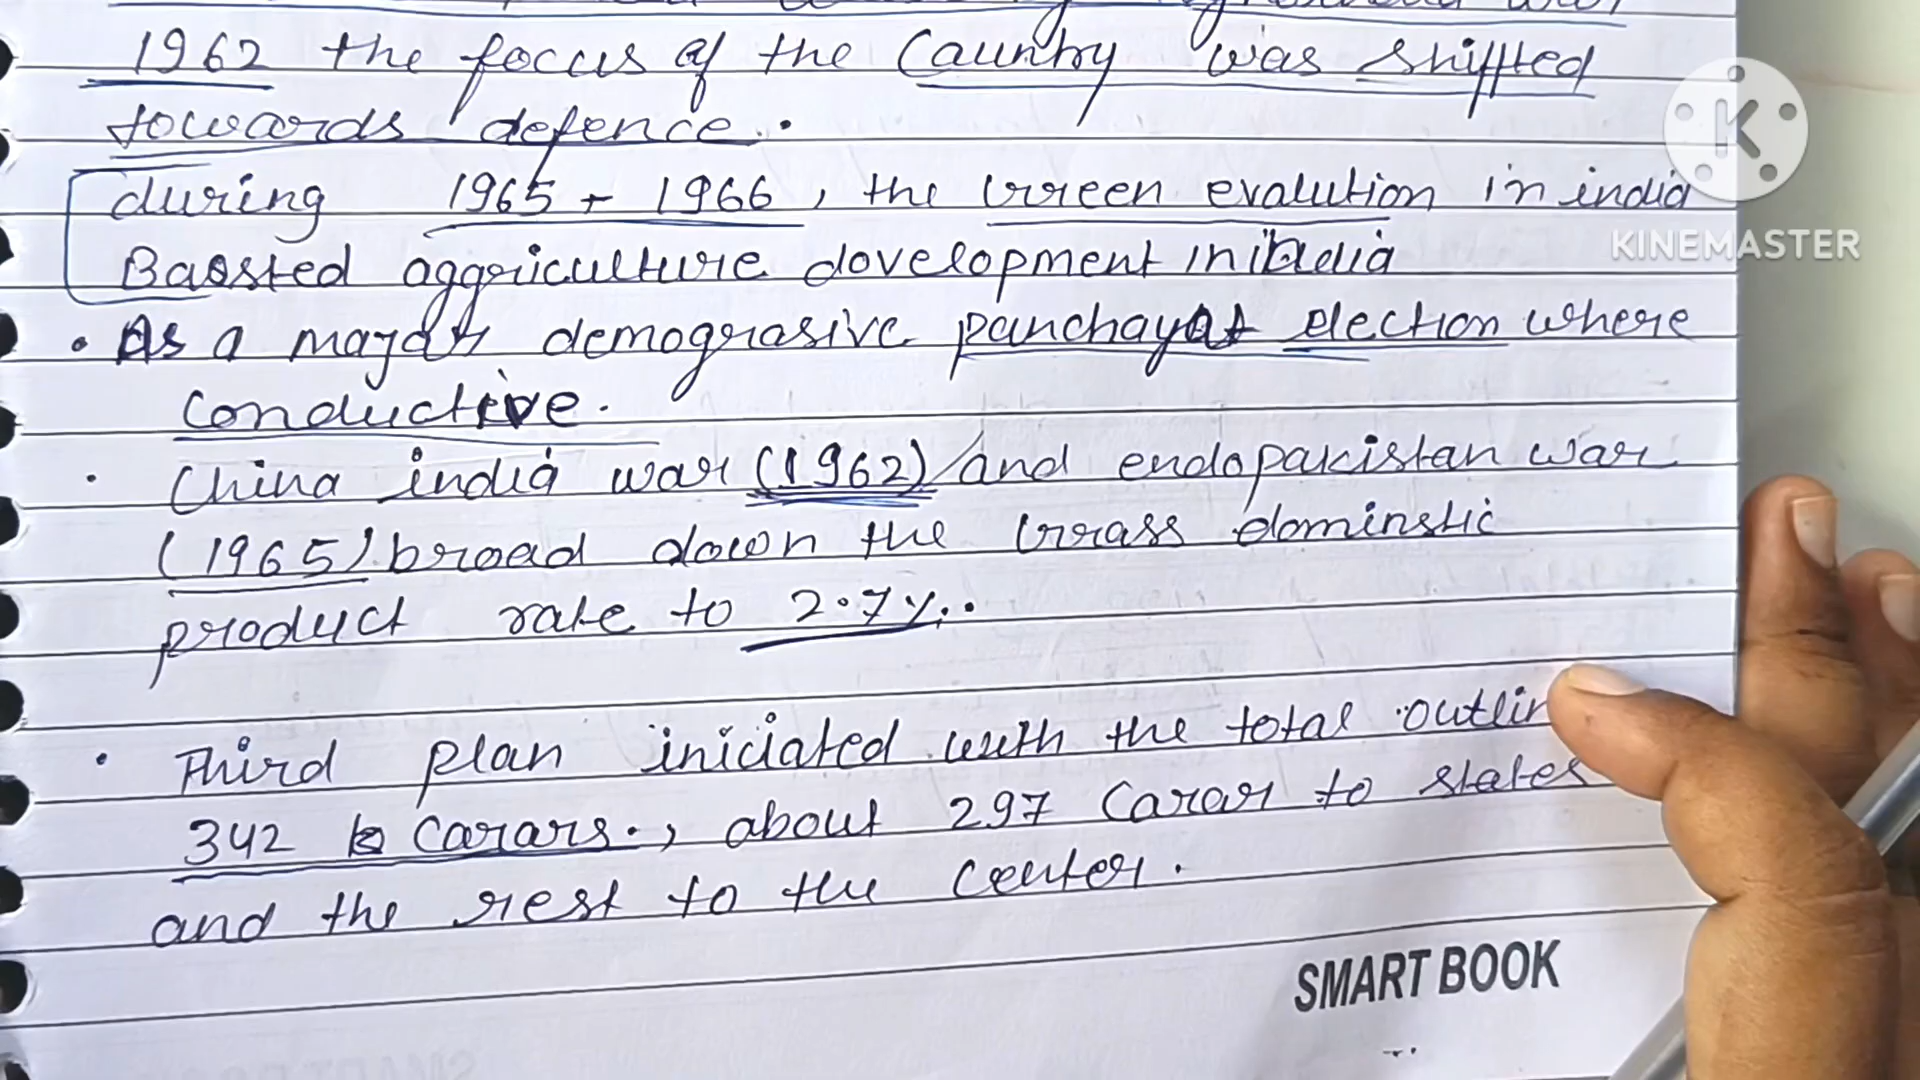 1962 the focus of the Country was shiffted
towards defence.
during 1965 - 1966, the Green evalution in india
Boosted aggriculture dovelopment in india
As a major demograsive panchayat election where
conductive.
China india war (1962) and endopakistan war
(1965) broad down the Grass dominstic
product rate to 2.7%.
Third plan iniciated with the total
342 Carars., about 297 Carar to states
and the rest to the center.
SMART BOOK
K
KINEMASTER